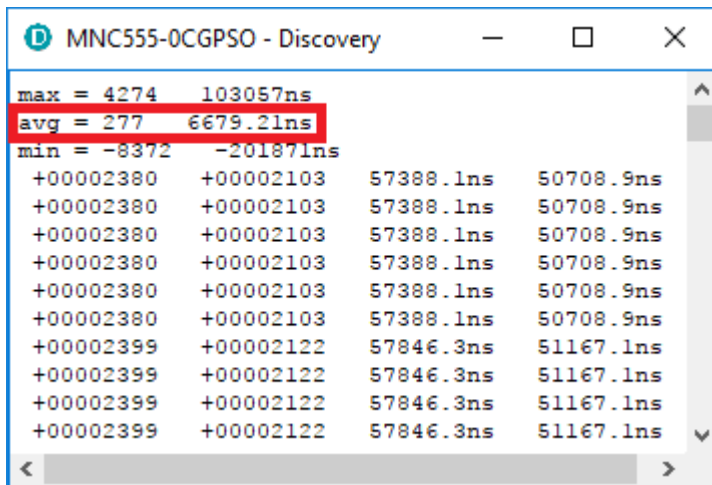 MNC555-0CGPSO - Discovery
max = 4274 103057ns
avg = 277 6679.21ns
min = -8372 -201871ns
+00002380 +00002103 57388.1ns 50708.9ns
+00002380 +00002103 57388.1ns 50708.9ns
+00002380 +00002103 57388.1ns 50708.9ns
+00002380 +00002103 57388.1ns 50708.9ns
+00002380 +00002103 57388.1ns 50708.9ns
+00002380 +00002103 57388.1ns 50708.9ns
+00002399 +00002122 57846.3ns 51167.1ns
+00002399 +00002122 57846.3ns 51167.1ns
+00002399 +00002122 57846.3ns 51167.1ns
+00002399 +00002122 57846.3ns 51167.1ns